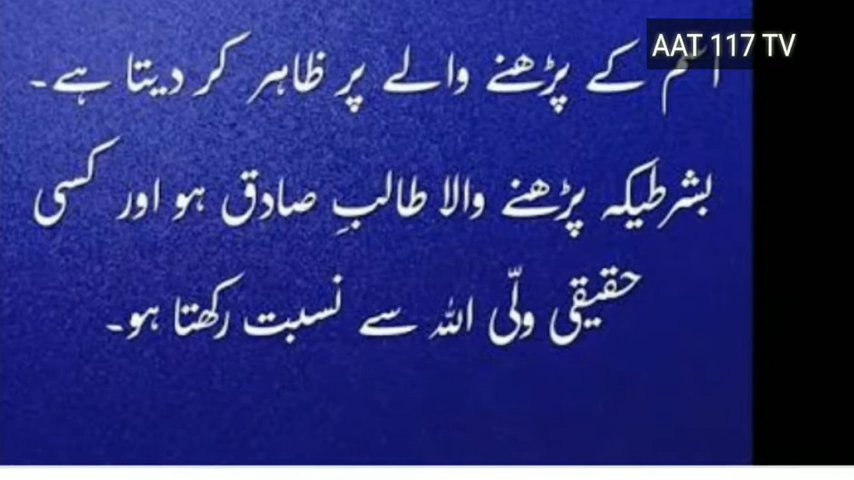 AAT 117 TV
اسم کے پڑھنے والے پر ظاہر کر دیتا ہے۔
بشرطیکہ پڑھنے والا طالبِ صادق ہو اور کسی
حقیقی ولّی اللہ سے نسبت رکھتا ہو۔